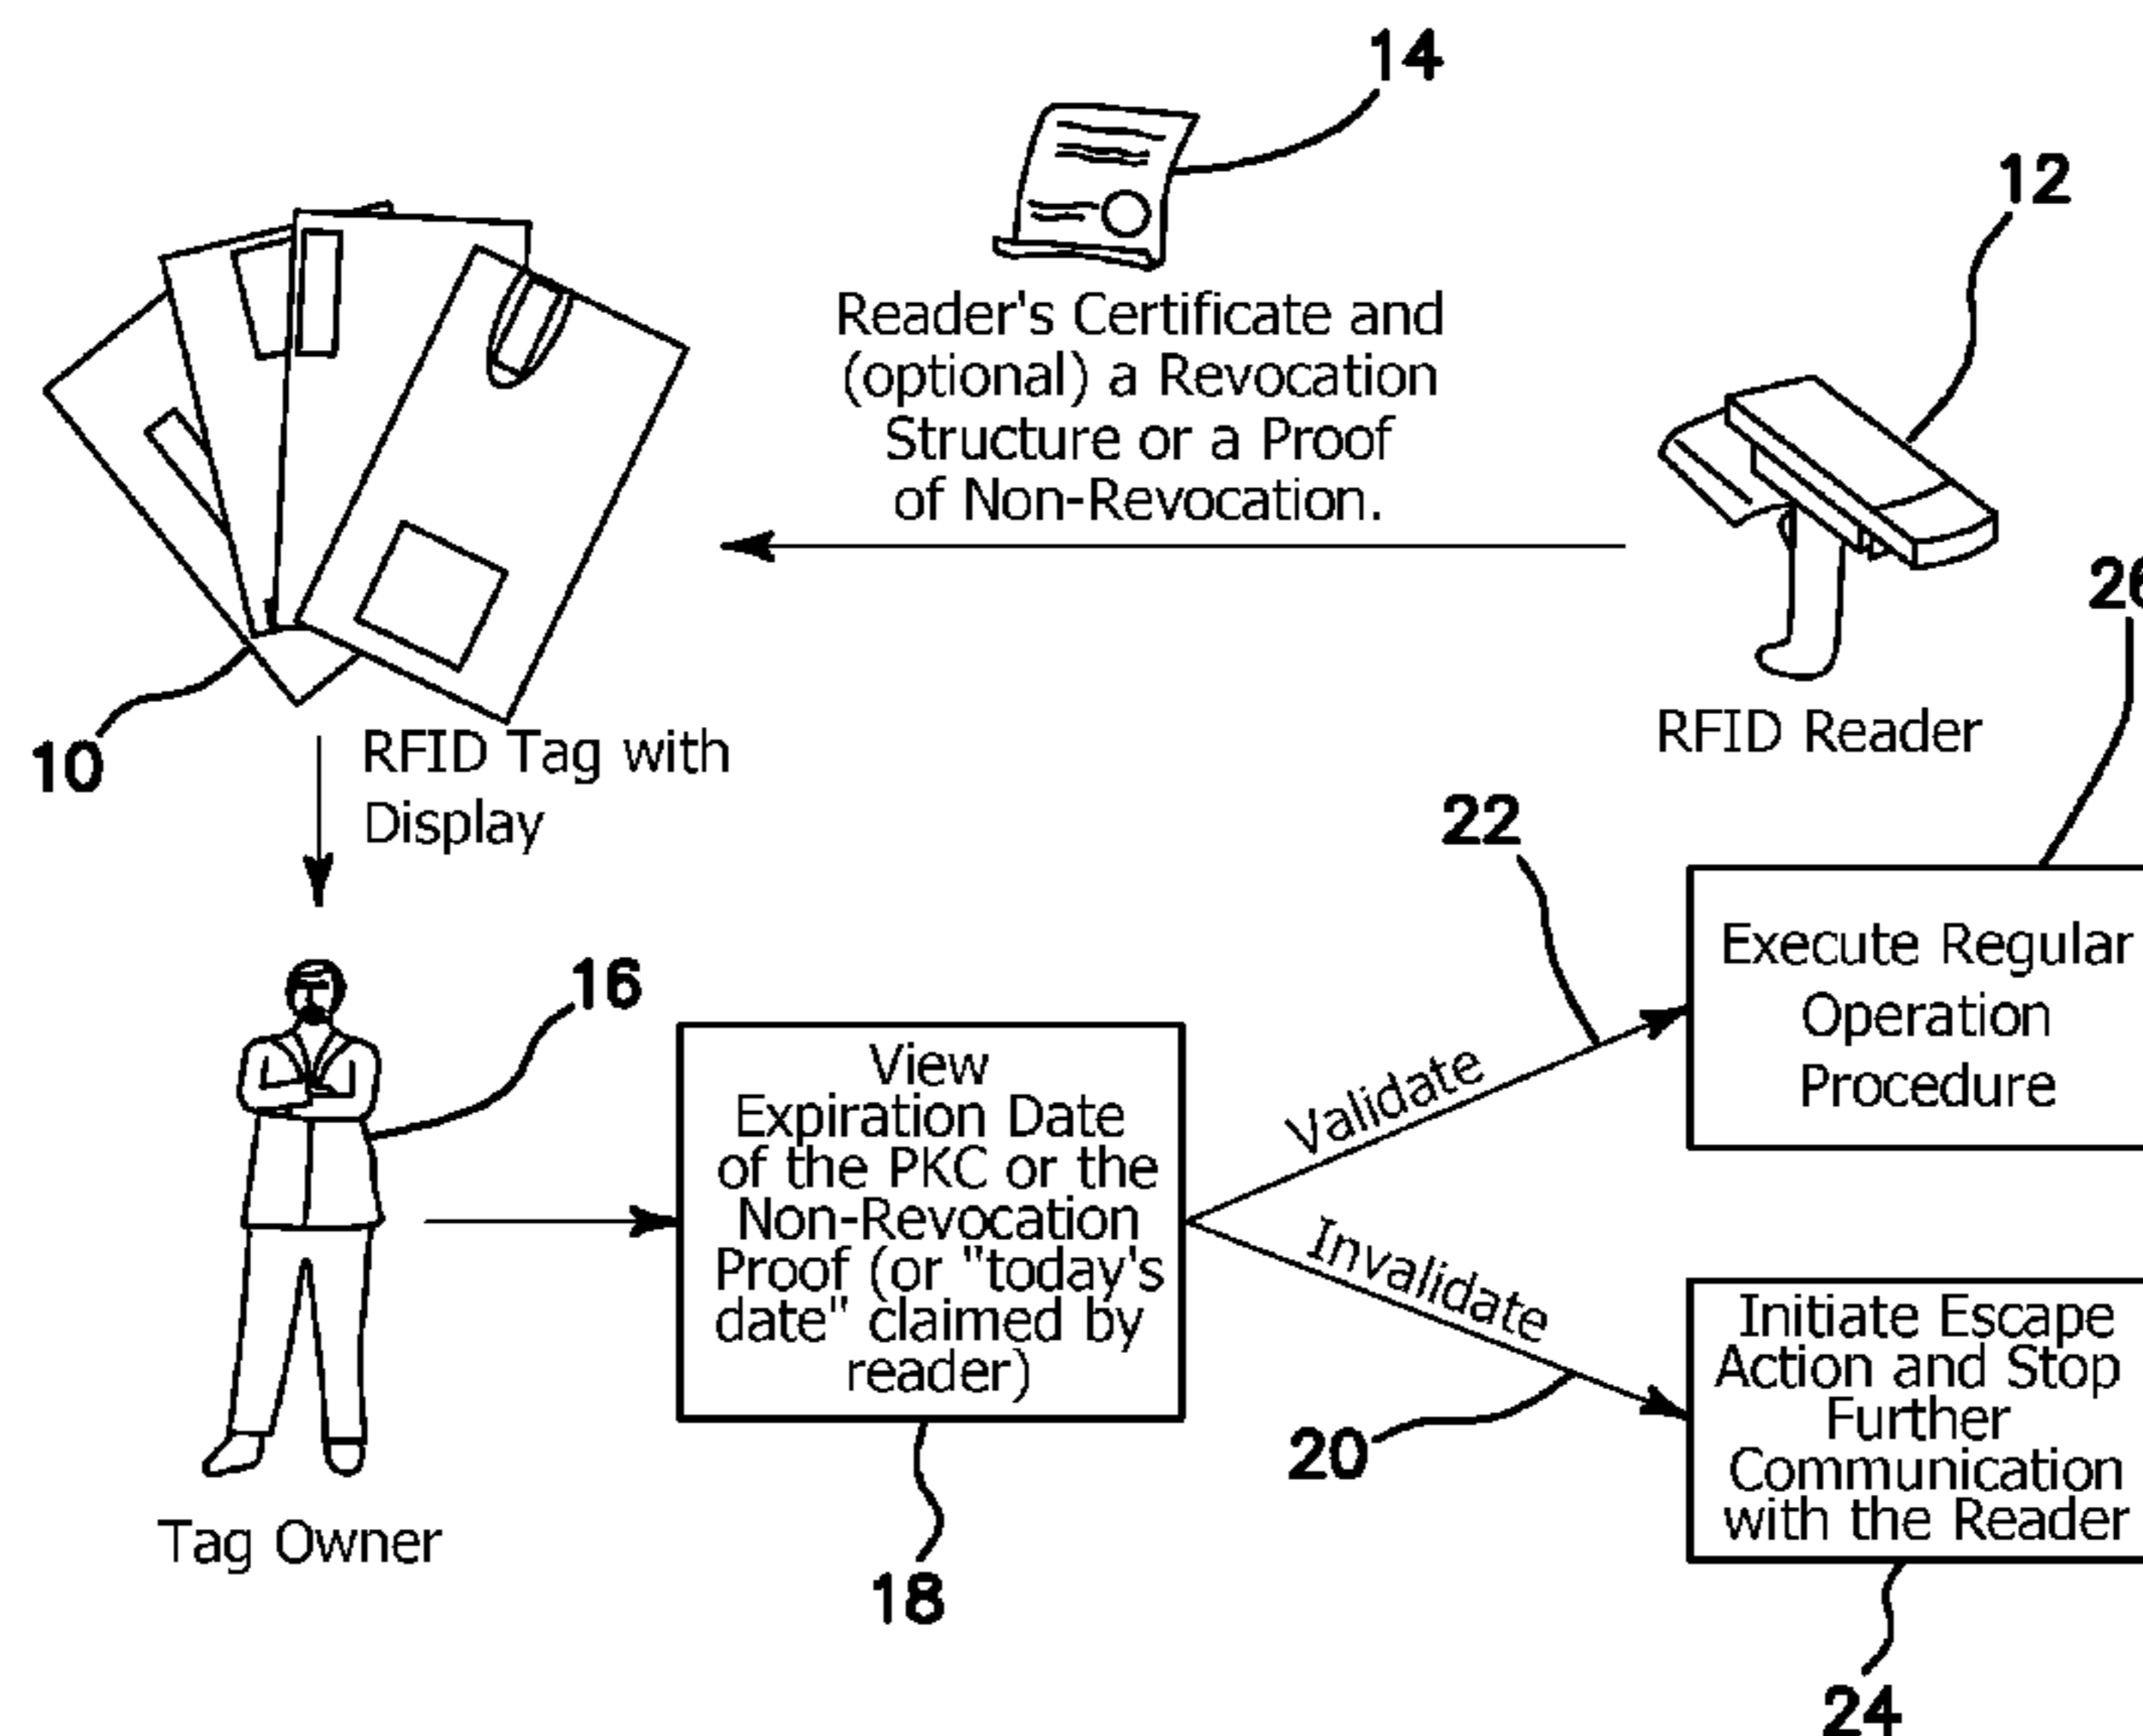 14
12
Reader's Certificate and
(optional) a Revocation
Structure or a Proof
of Non-Revocation.
26
RFID Reader
10
RFID Tag with
Display
22
Execute Regular
Operation
Procedure
16
View
Expiration Date
of the PKC or the
Non-Revocation
Proof (or "today's
date" claimed by
reader)
Validate
Invalidate
Initiate Escape
Action and Stop
Further
Communication
with the Reader
20
Tag Owner
18
24